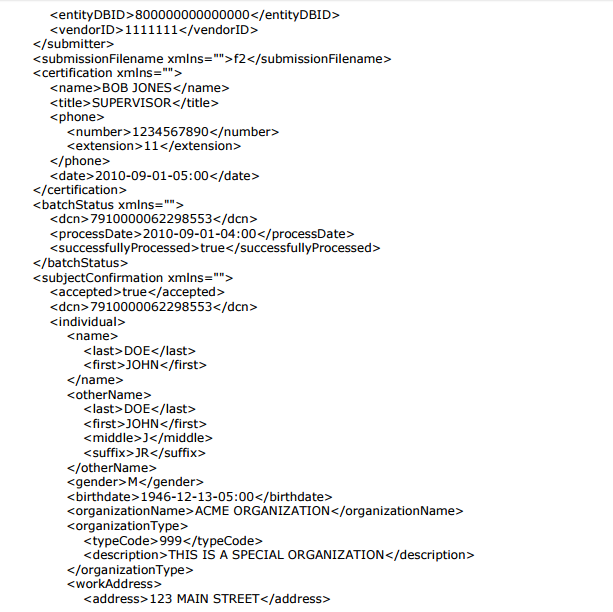 <entityDBID>800000000000000</entityDBID>
<vendorID>1111111</vendorID>
</submitter>
<submissionFilename xmlns="">f2</submissionFilename>
<certification xmlns="">
<name>BOB JONES</name>
<title>SUPERVISOR</title>
<phone>
<number>1234567890</number>
<extension>11</extension>
</phone>
<date>2010-09-01-05:00</date>
</certification>
<batchStatus xmlns="">
<dcn>7910000062298553</dcn>
<processDate>2010-09-01-04:00</processDate>
<successfullyProcessed>true</successfullyProcessed>
</batchStatus>
<subjectConfirmation xmlns="">
<accepted>true</accepted>
<dcn>7910000062298553</dcn>
<individual>
<name>
<last>DOE</last>
<first>JOHN</first>
</name>
<otherName>
<last>DOE</last>
<first>JOHN</first>
<middle>J</middle>
<suffix>JR</suffix>
</otherName>
<gender>M</gender>
<birthdate>1946-12-13-05:00</birthdate>
<organizationName>ACME ORGANIZATION</organizationName>
<organizationType>
<typeCode>999</typeCode>
<description>THIS IS A SPECIAL ORGANIZATION</description>
</organizationType>
<workAddress>
<address>123 MAIN STREET</address>